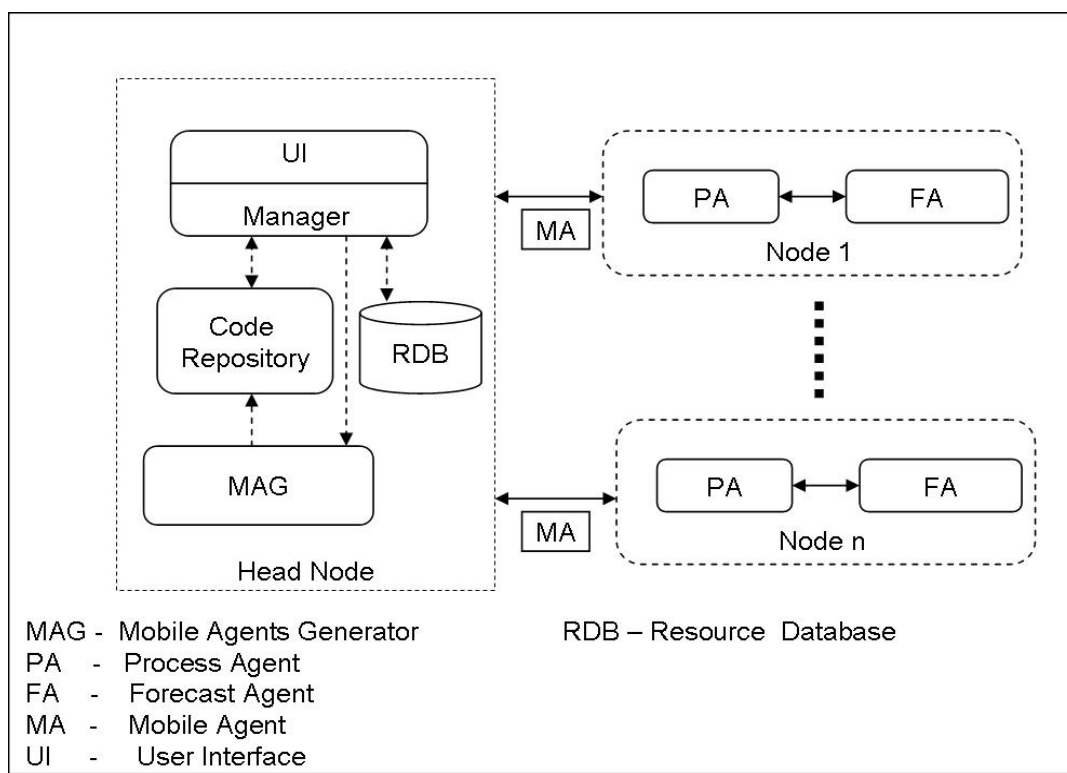 UI
Manager
Code
Repository
RDB
MAG
Head Node
MA
PA
FA
Node 1
MA
PA
FA
Node n
MAG - Mobile Agents Generator
RDB – Resource Database
PA - Process Agent
FA - Forecast Agent
MA - Mobile Agent
UI - User Interface